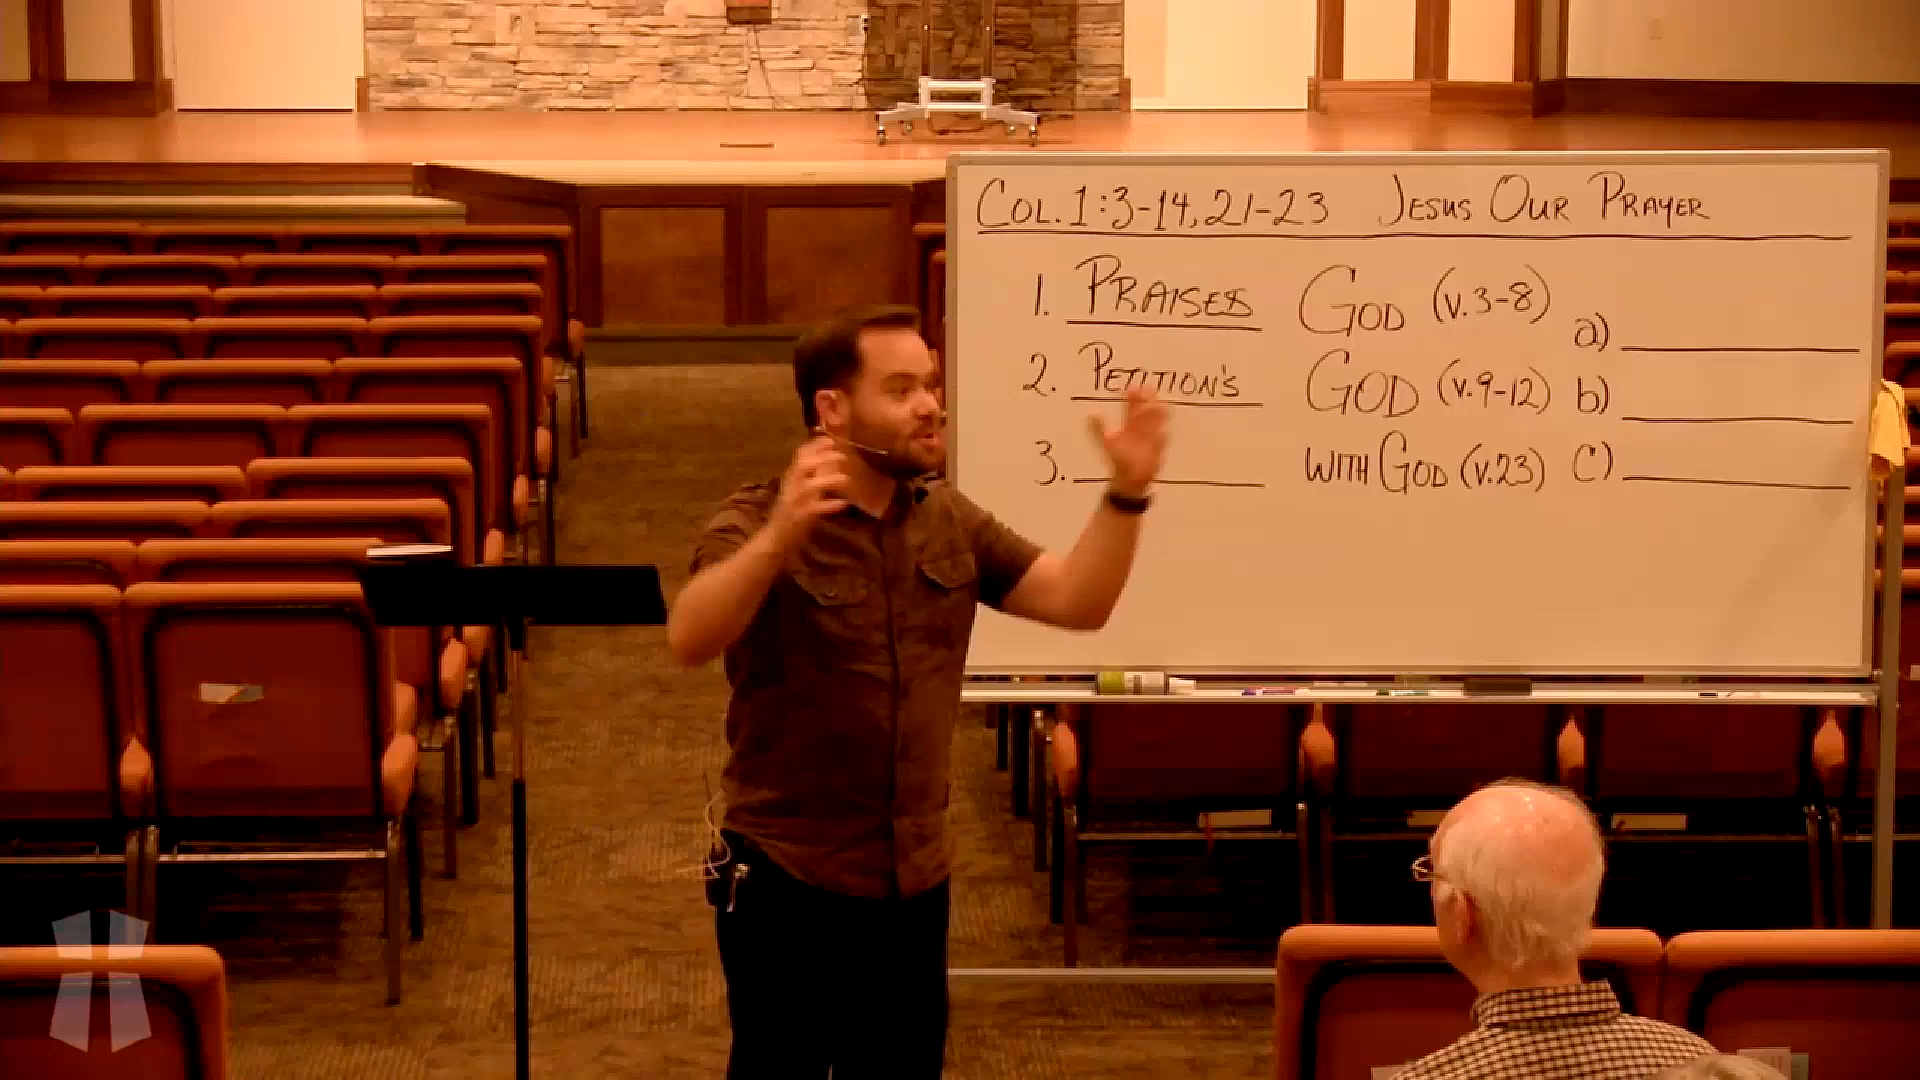 COL. 1:3-14, 21-23 JESUS OUR PRAYER
1. PRAISES GOD (V.3-8) a)
2. PETITION'S GOD (V.9-12) b)
3. WITH GOD (V.23) C)